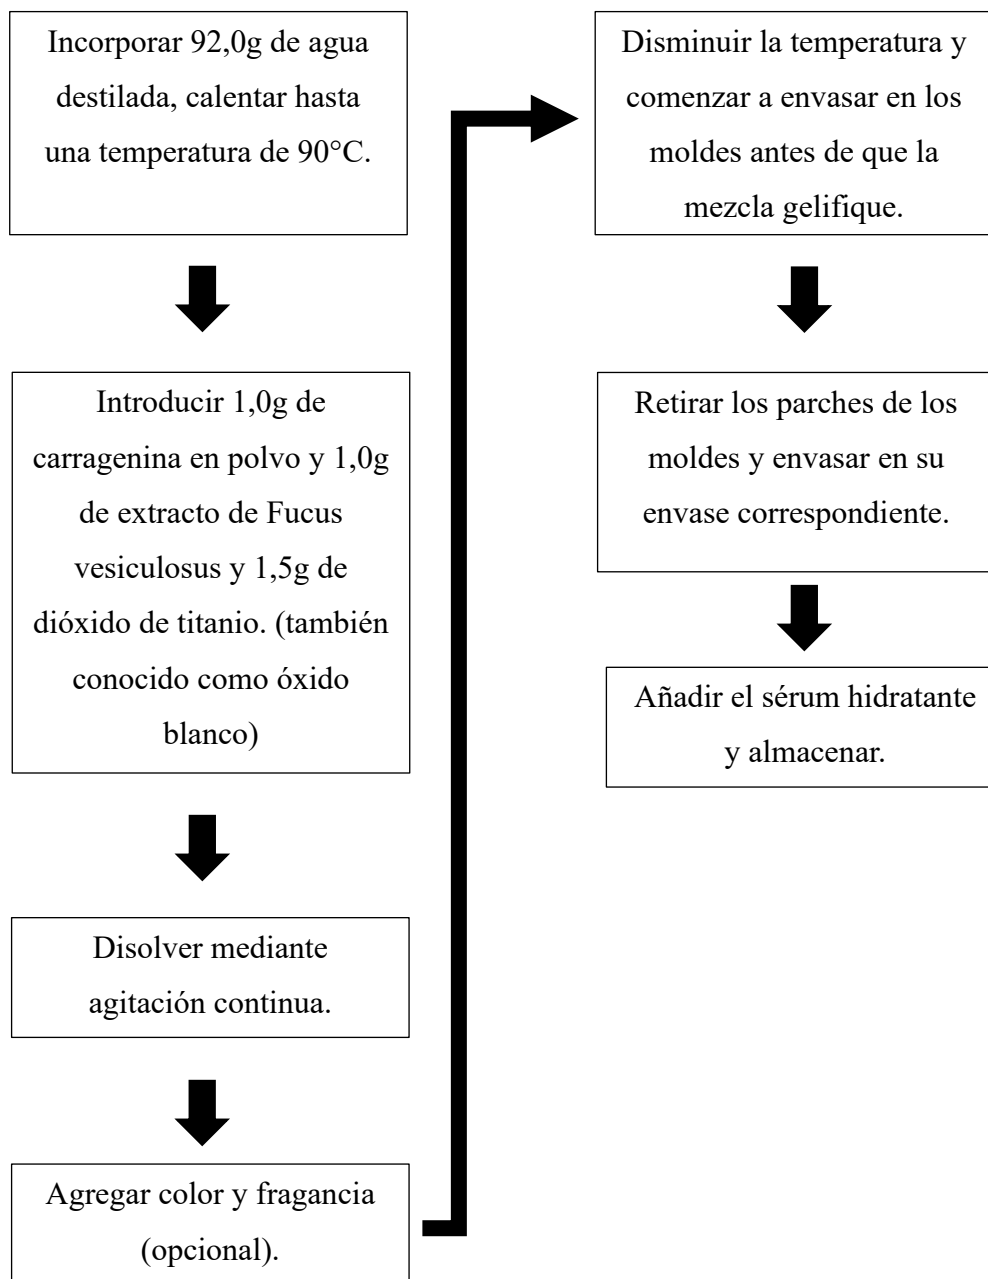 Incorporar 92,0g de agua
destilada, calentar hasta
una temperatura de 90°C.
Introducir 1,0g de
carragenina en polvo y 1,0g
de extracto de Fucus
vesiculosus y 1,5g de
dióxido de titanio. (también
conocido como óxido
blanco)
Disolver mediante
agitación continua.
Agregar color y fragancia
(opcional).
Disminuir la temperatura y
comenzar a envasar en los
moldes antes de que la
mezcla gelifique.
Retirar los parches de los
moldes y envasar en su
envase correspondiente.
Añadir el sérum hidratante
y almacenar.